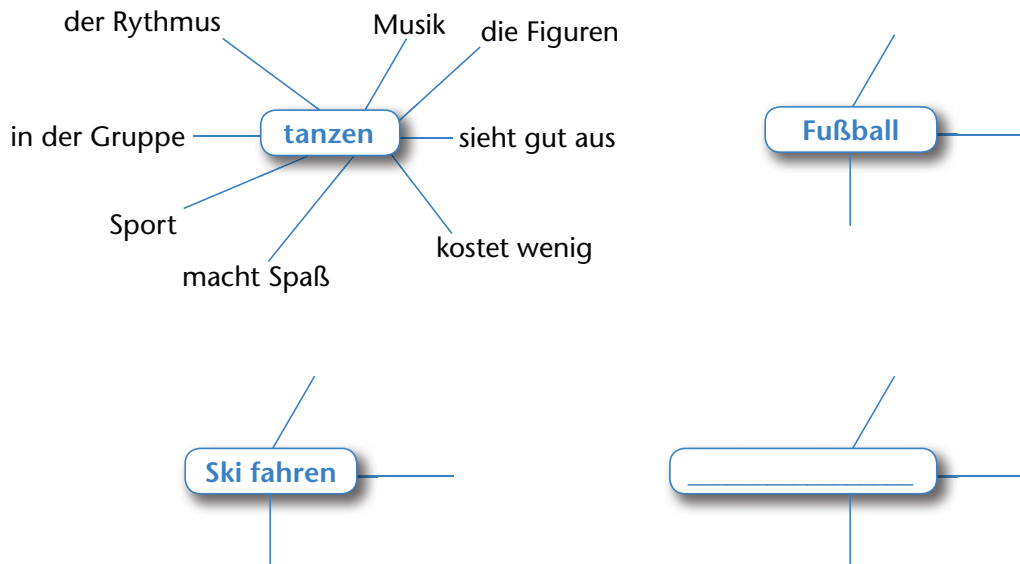 der Rythmus
Musik
die Figuren
in der Gruppe
tanzen
sieht gut aus
Sport
macht Spaß
kostet wenig
Fußball
Ski fahren